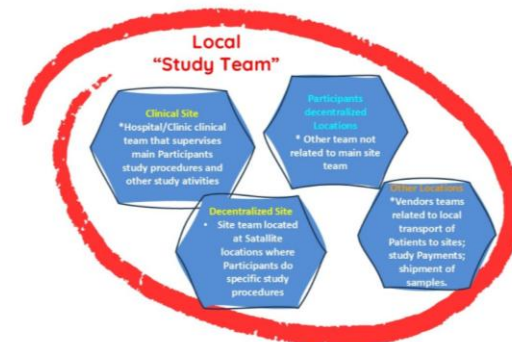 Local
“Study Team”
Clinical Site
*Hospital/Clinic clinical
team that supervises
main Participants
study procedures and
other study ativities
Participants
decentralized
Locations
* Other team not
related to main site
team
Decentralized Site
• Site team located
at Satallite
locations where
Participants do
specific study
procedures
Other Locations
*Vendors teams
related to local
transport of
Patients to sites;
study Payments;
shipment of
samples.